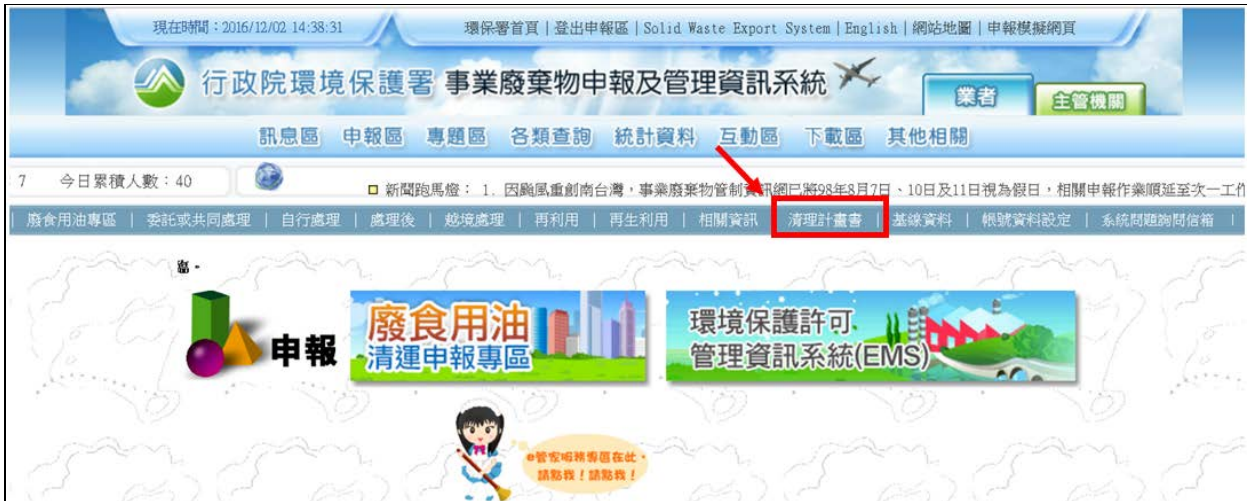 現在時間：2016/12/02 14:38:31 環保署首頁 | 登出申報區 | Solid Waste Export System | English | 網站地圖 | 申報模擬網頁
行政院環境保護署 事業廢棄物申報及管理資訊系統 業者 主管機關
訊息區 申報區 專題區 各類查詢 統計資料 互動區 下載區 其他相關
7 今日累積人數：40 新聞跑馬燈： 1. 因颱風重創南台灣，事業廢棄物管制資訊網已將98年8月7日、10日及11日視為假日，相關申報作業順延至次一工作
| 廢食用油專區 | 委託或共同處理 | 自行處理 | 處理後 | 越境處理 | 再利用 | 再生利用 | 相關資訊 | 清理計畫書 | 基線資料 | 帳號資料設定 | 系統問題詢問信箱 |
申報
廢食用油
清運申報專區
環境保護許可
管理資訊系統(EMS)
e管家服務專區在此，
請點我！請點我！